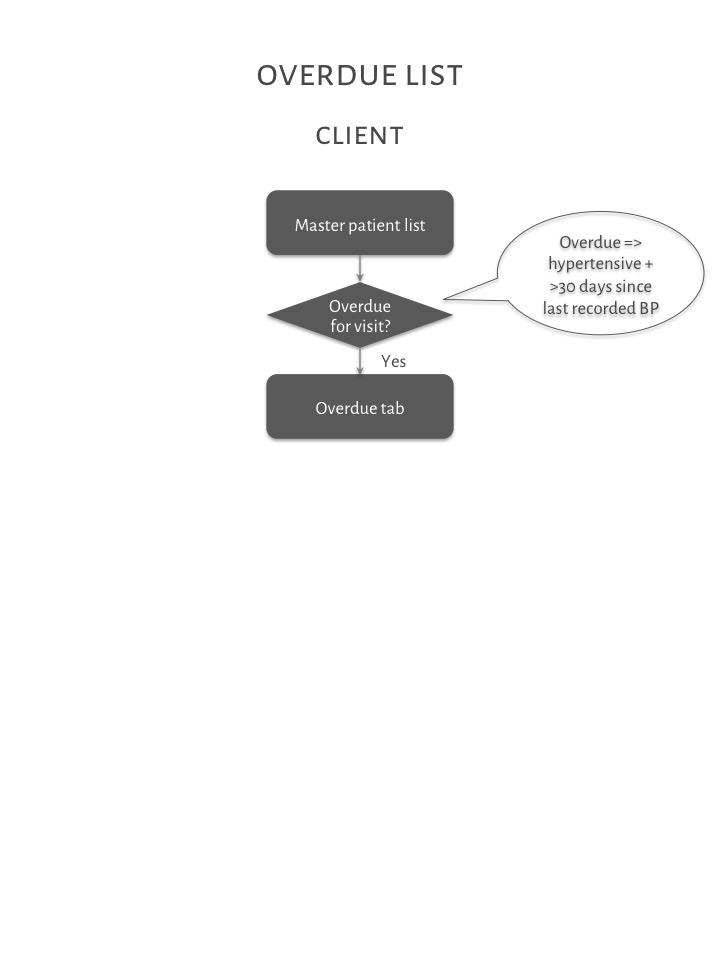 OVERDUE LIST
CLIENT
Master patient list
Overdue
for visit?
Overdue =>
hypertensive +
>30 days since
last recorded BP
Yes
Overdue tab